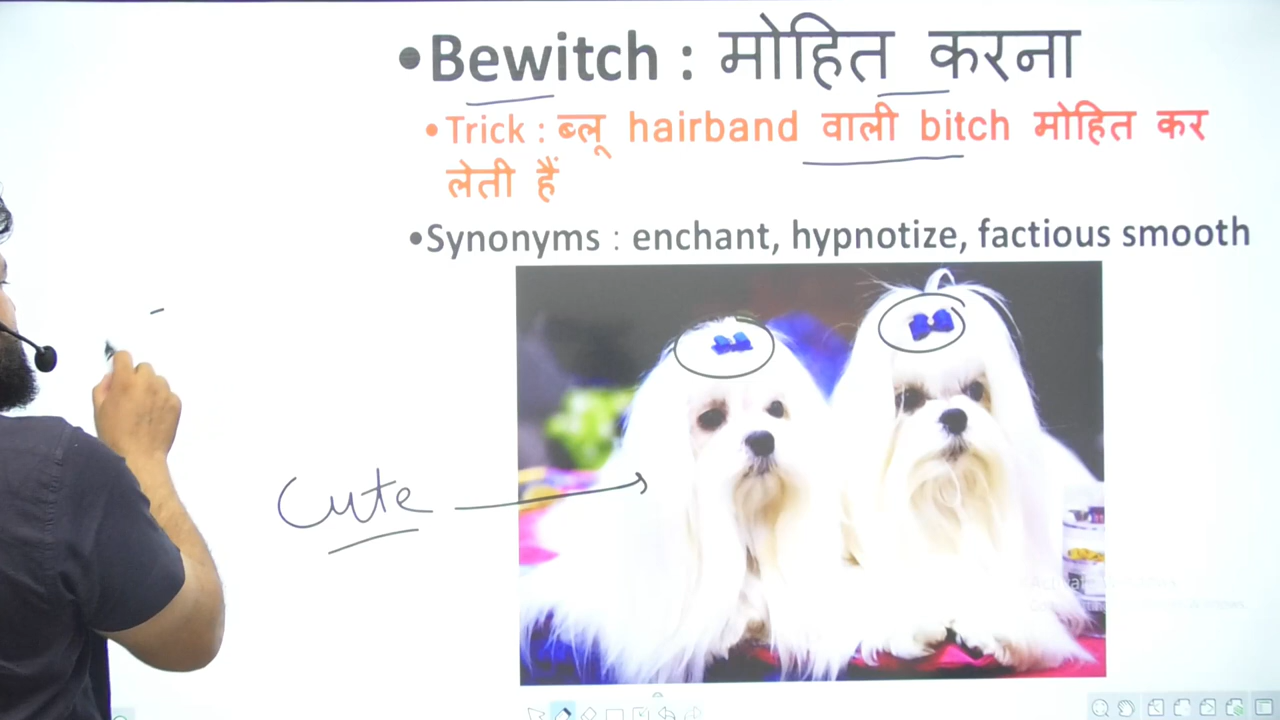 •Bewitch : मोहित करना
•Trick : ब्लू hairband वाली bitch मोहित कर
लेती हैं
•Synonyms : enchant, hypnotize, factious smooth
Cute